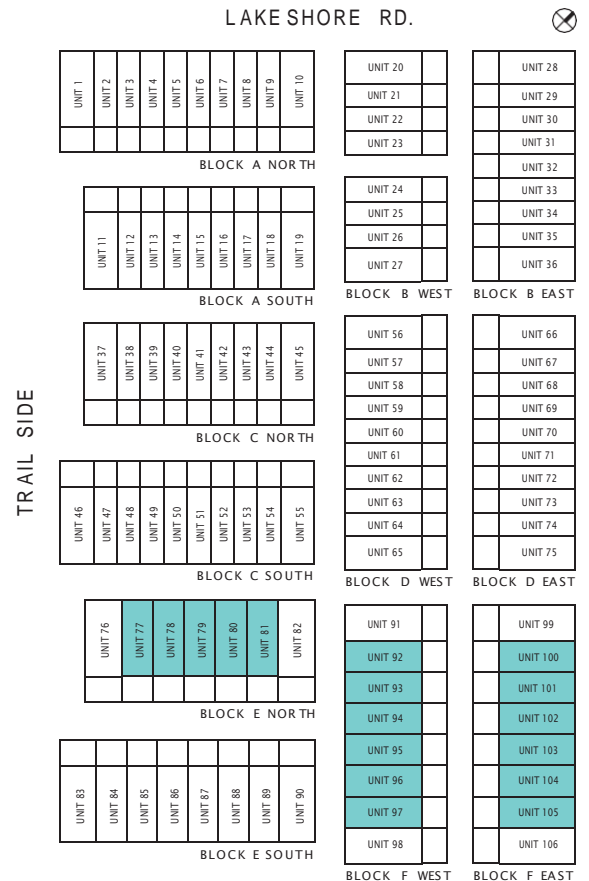 LAKE SHORE RD.
UNIT 1
UNIT 2
UNIT 3
UNIT 4
UNIT 5
UNIT 6
UNIT 7
UNIT 8
UNIT 9
UNIT 10
BLOCK A NORTH
UNIT 11
UNIT 12
UNIT 13
UNIT 14
UNIT 15
UNIT 16
UNIT 17
UNIT 18
UNIT 19
BLOCK A SOUTH
UNIT 20
UNIT 21
UNIT 22
UNIT 23
UNIT 24
UNIT 25
UNIT 26
UNIT 27
BLOCK B WEST
UNIT 28
UNIT 29
UNIT 30
UNIT 31
UNIT 32
UNIT 33
UNIT 34
UNIT 35
UNIT 36
BLOCK B EAST
TRAIL SIDE
UNIT 37
UNIT 38
UNIT 39
UNIT 40
UNIT 41
UNIT 42
UNIT 43
UNIT 44
UNIT 45
BLOCK C NORTH
UNIT 46
UNIT 47
UNIT 48
UNIT 49
UNIT 50
UNIT 51
UNIT 52
UNIT 53
UNIT 54
UNIT 55
BLOCK C SOUTH
UNIT 56
UNIT 57
UNIT 58
UNIT 59
UNIT 60
UNIT 61
UNIT 62
UNIT 63
UNIT 64
UNIT 65
BLOCK D WEST
UNIT 66
UNIT 67
UNIT 68
UNIT 69
UNIT 70
UNIT 71
UNIT 72
UNIT 73
UNIT 74
UNIT 75
BLOCK D EAST
UNIT 76
UNIT 77
UNIT 78
UNIT 79
UNIT 80
UNIT 81
UNIT 82
BLOCK E NORTH
UNIT 83
UNIT 84
UNIT 85
UNIT 86
UNIT 87
UNIT 88
UNIT 89
UNIT 90
BLOCK E SOUTH
UNIT 91
UNIT 92
UNIT 93
UNIT 94
UNIT 95
UNIT 96
UNIT 97
UNIT 98
BLOCK F WEST
UNIT 99
UNIT 100
UNIT 101
UNIT 102
UNIT 103
UNIT 104
UNIT 105
UNIT 106
BLOCK F EAST